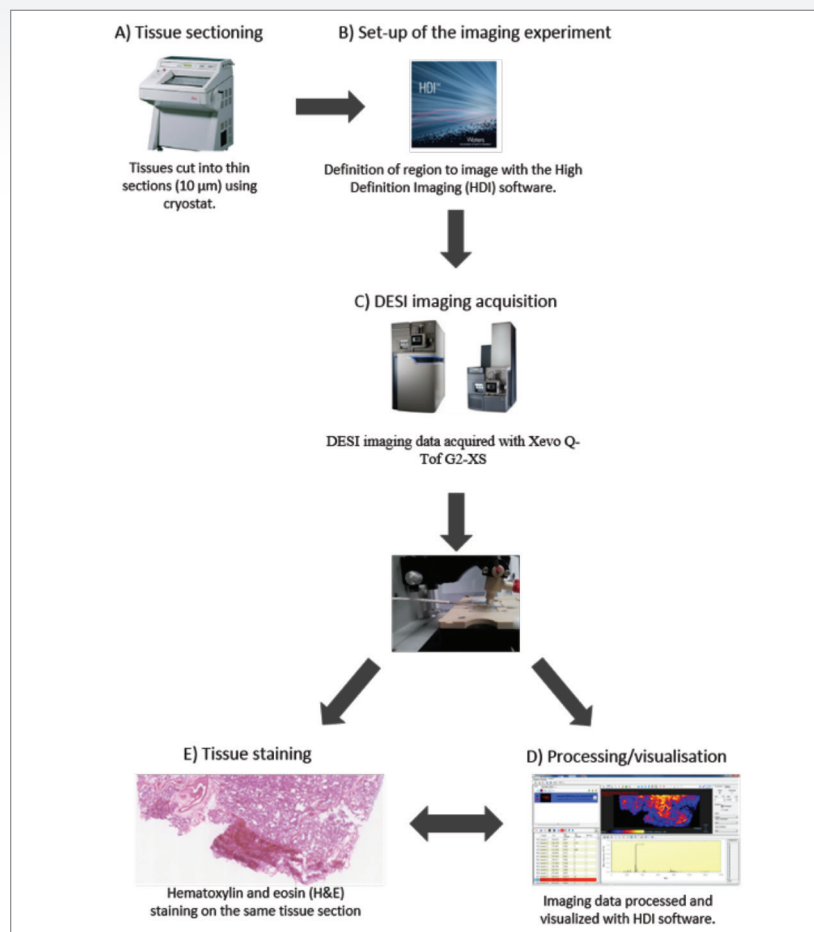 A) Tissue sectioning
B) Set-up of the imaging experiment
HDI™
Waters
Tissues cut into thin
sections (10 µm) using
cryostat.
Definition of region to image with the High
Definition Imaging (HDI) software.
C) DESI imaging acquisition
DESI imaging data acquired with Xevo Q-
Tof G2-XS
E) Tissue staining
D) Processing/visualisation
Hematoxylin and eosin (H&E)
staining on the same tissue section
Imaging data processed and
visualized with HDI software.